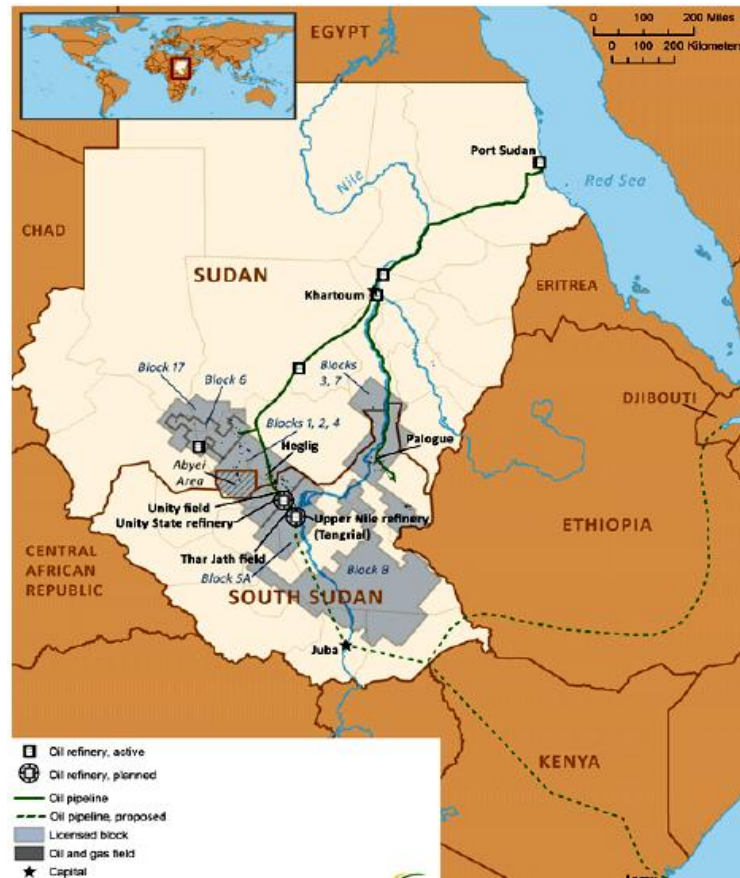 EGYPT
0 100 200 Miles
0 100 200 Kilometers
Port Sudan
Nile
Red Sea
CHAD
SUDAN
Khartoum
ERITREA
Block 17
Block 6
Blocks
3, 7
DJIBOUTI
Blocks 1, 2, 4
Heglig
Palogue
Abyei
Area
Unity field
Unity State refinery
Upper Nile refinery
(Tangrial)
ETHIOPIA
CENTRAL
AFRICAN
REPUBLIC
Thar Jath field
Block 5A
Block B
SOUTH SUDAN
Juba
KENYA
Oil refinery, active
Oil refinery, planned
Oil pipeline
Oil pipeline, proposed
Licensed block
Oil and gas field
Capital